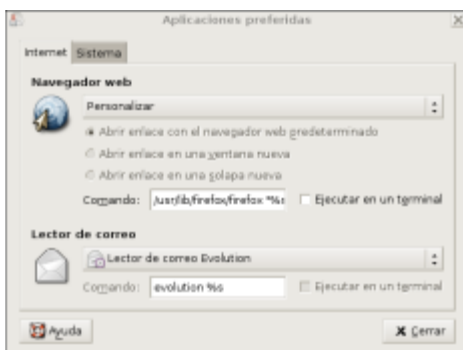 Aplicaciones preferidas
Internet Sistema
Navegador web
Personalizar
Abrir enlace con el navegador web predeterminado
Abrir enlace en una ventana nueva
Abrir enlace en una solapa nueva
Comando: /usr/lib/firefox/firefox "%s Ejecutar en un terminal
Lector de correo
Lector de correo Evolution
Comando: evolution %s Ejecutar en un terminal
Ayuda Cerrar